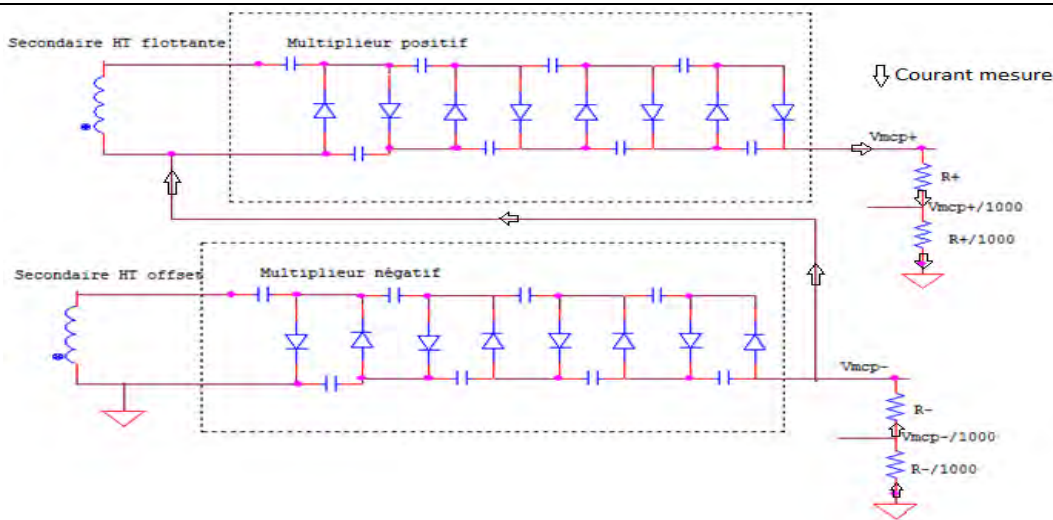 Secondaire HT flottante
Multiplieur positif
Courant mesure
Vmcp+
R+
Vmcp+/1000
R+/1000
Secondaire HT offset
Multiplieur négatif
Vmcp-
R-
Vmcp-/1000
R-/1000